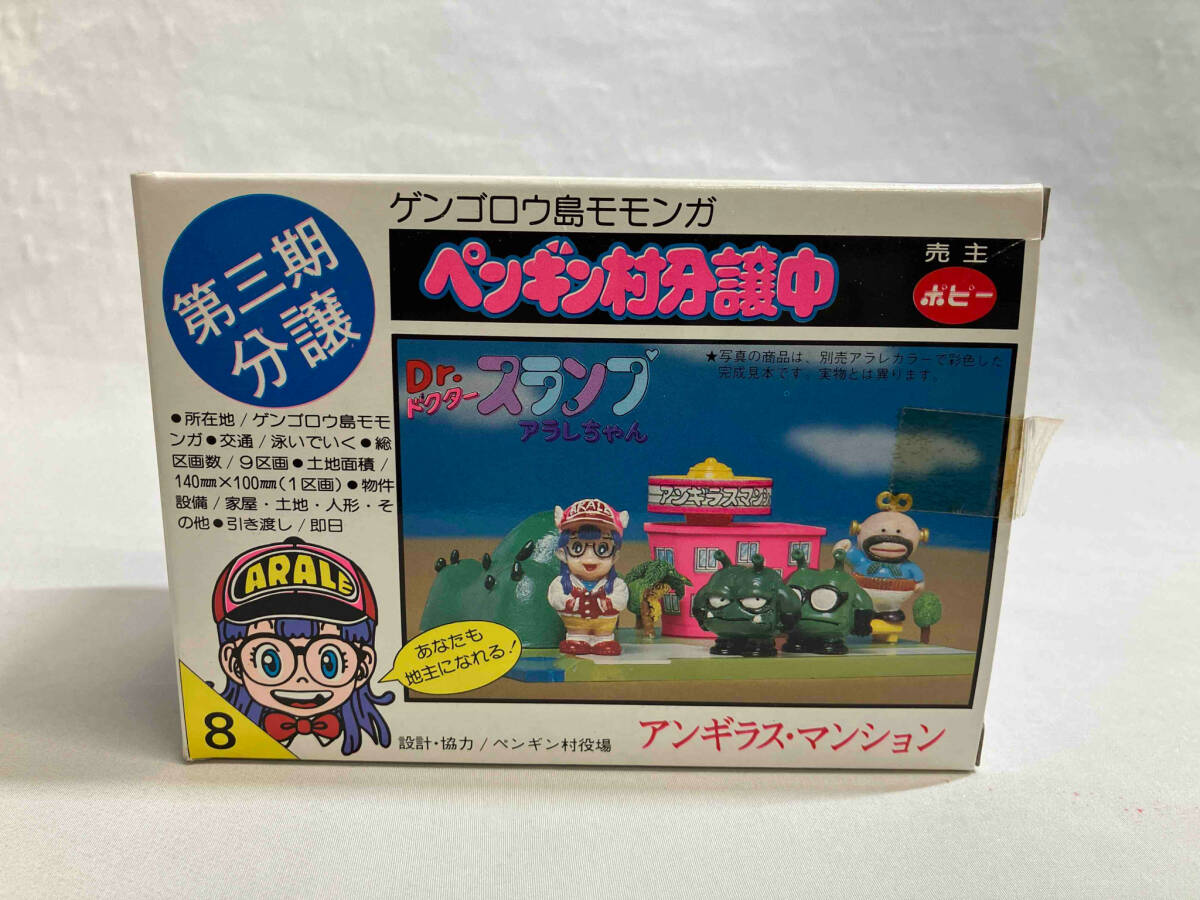 ゲンゴロウ島モモンガ
ペンギン村分譲中
売主
ポピー
第三期
分譲
Dr.
ドクター
スランプ
アラレちゃん
★写真の商品は、別売アラレカラーで彩色した
完成見本です。実物とは異ります。
●所在地/ゲンゴロウ島モモ
ンガ●交通/泳いでいく●総
区画数/9区画●土地面積/
140mm×100mm(1区画)●物件
設備/家屋・土地・人形・そ
の他●引き渡し/即日
アンギラスマンション
ARALE
ARALE
あなたも
地主になれる!
8
設計・協力/ペンギン村役場
アンギラス・マンション